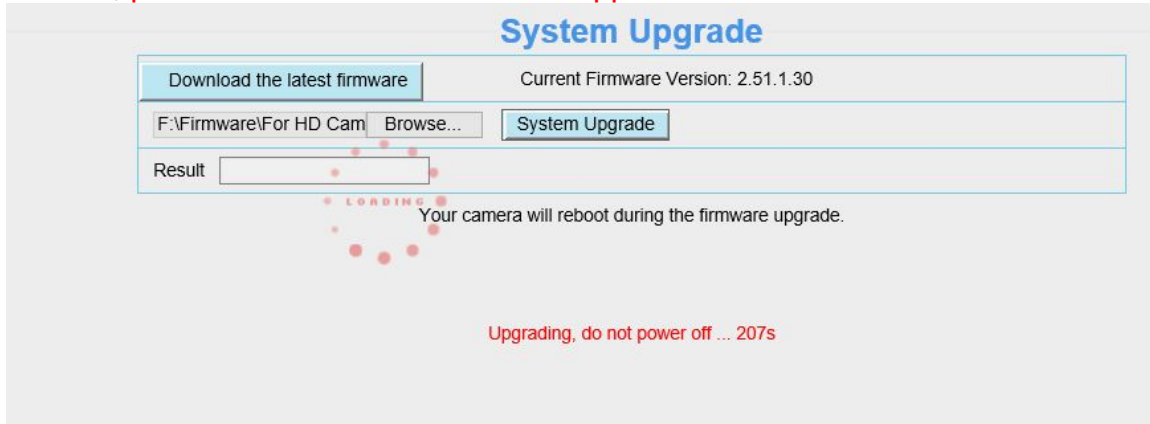 System Upgrade
Download the latest firmware
Current Firmware Version: 2.51.1.30
F:\Firmware\For HD Cam
Browse...
System Upgrade
Result
LOADING
Your camera will reboot during the firmware upgrade.
Upgrading, do not power off ... 207s